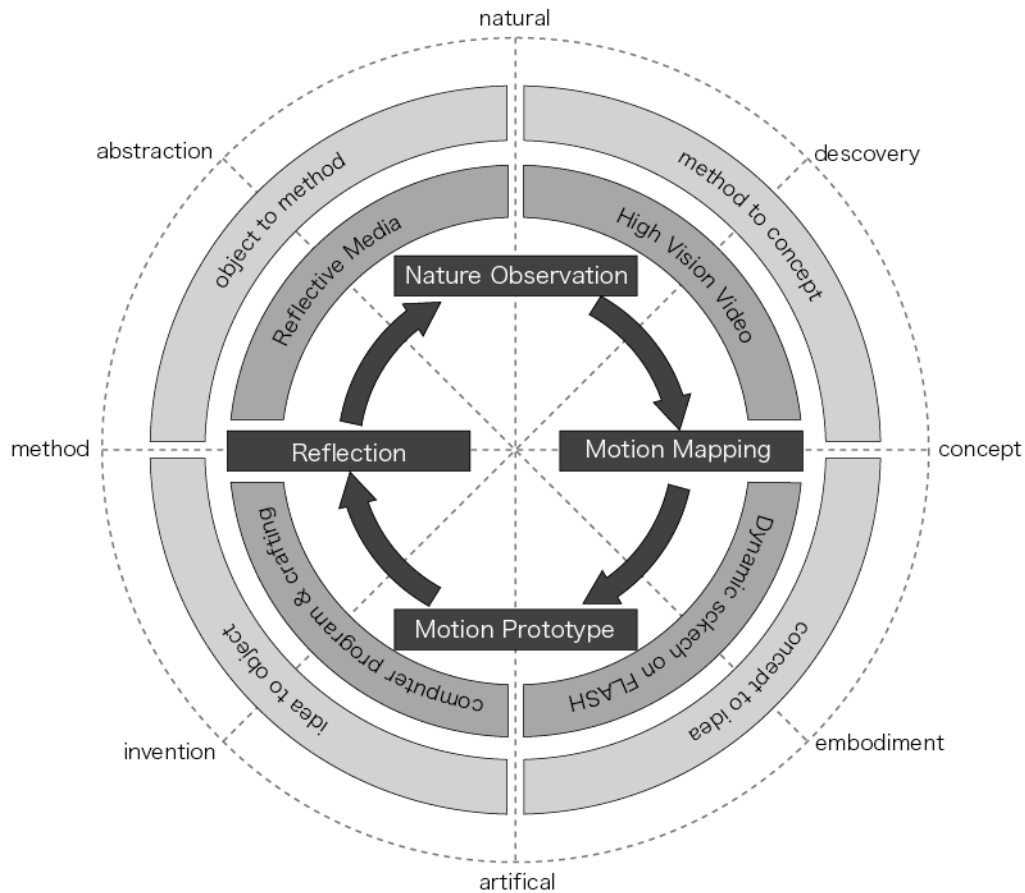 natural
abstraction
descovery
object to method
method to concept
Reflective Media
High Vision Video
Nature Observation
method
Reflection
Motion Mapping
concept
computer program & crafting
Dynamic sckech on FLASH
Motion Prototype
idea to object
concept to idea
invention
embodiment
artifical